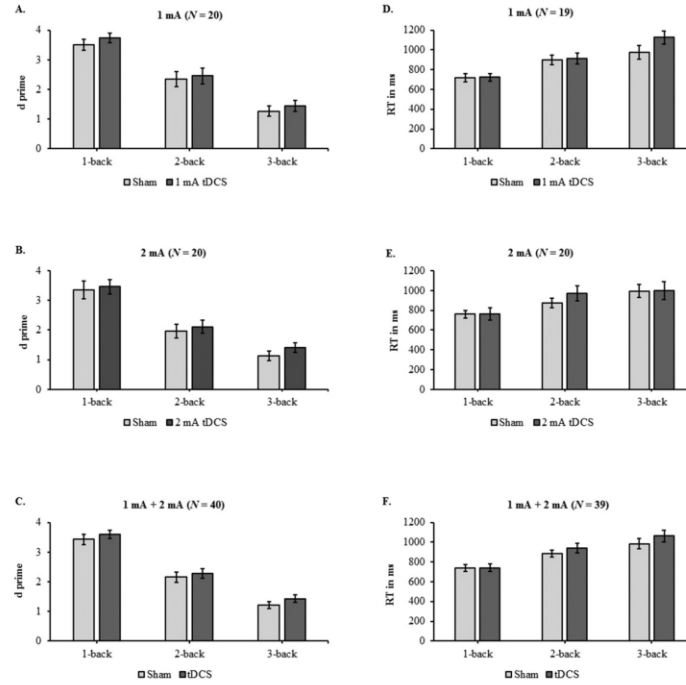 A.
1 mA (N = 20)
4
3
2
1
0
d prime
1-back 2-back 3-back
Sham 1 mA tDCS
D.
1 mA (N = 19)
1200
1000
800
600
400
200
0
RT in ms
1-back 2-back 3-back
Sham 1 mA tDCS
B.
2 mA (N = 20)
4
3
2
1
0
d prime
1-back 2-back 3-back
Sham 2 mA tDCS
E.
2 mA (N = 20)
1200
1000
800
600
400
200
0
RT in ms
1-back 2-back 3-back
Sham 2 mA tDCS
C.
1 mA + 2 mA (N = 40)
4
3
2
1
0
d prime
1-back 2-back 3-back
Sham tDCS
F.
1 mA + 2 mA (N = 39)
1200
1000
800
600
400
200
0
RT in ms
1-back 2-back 3-back
Sham tDCS